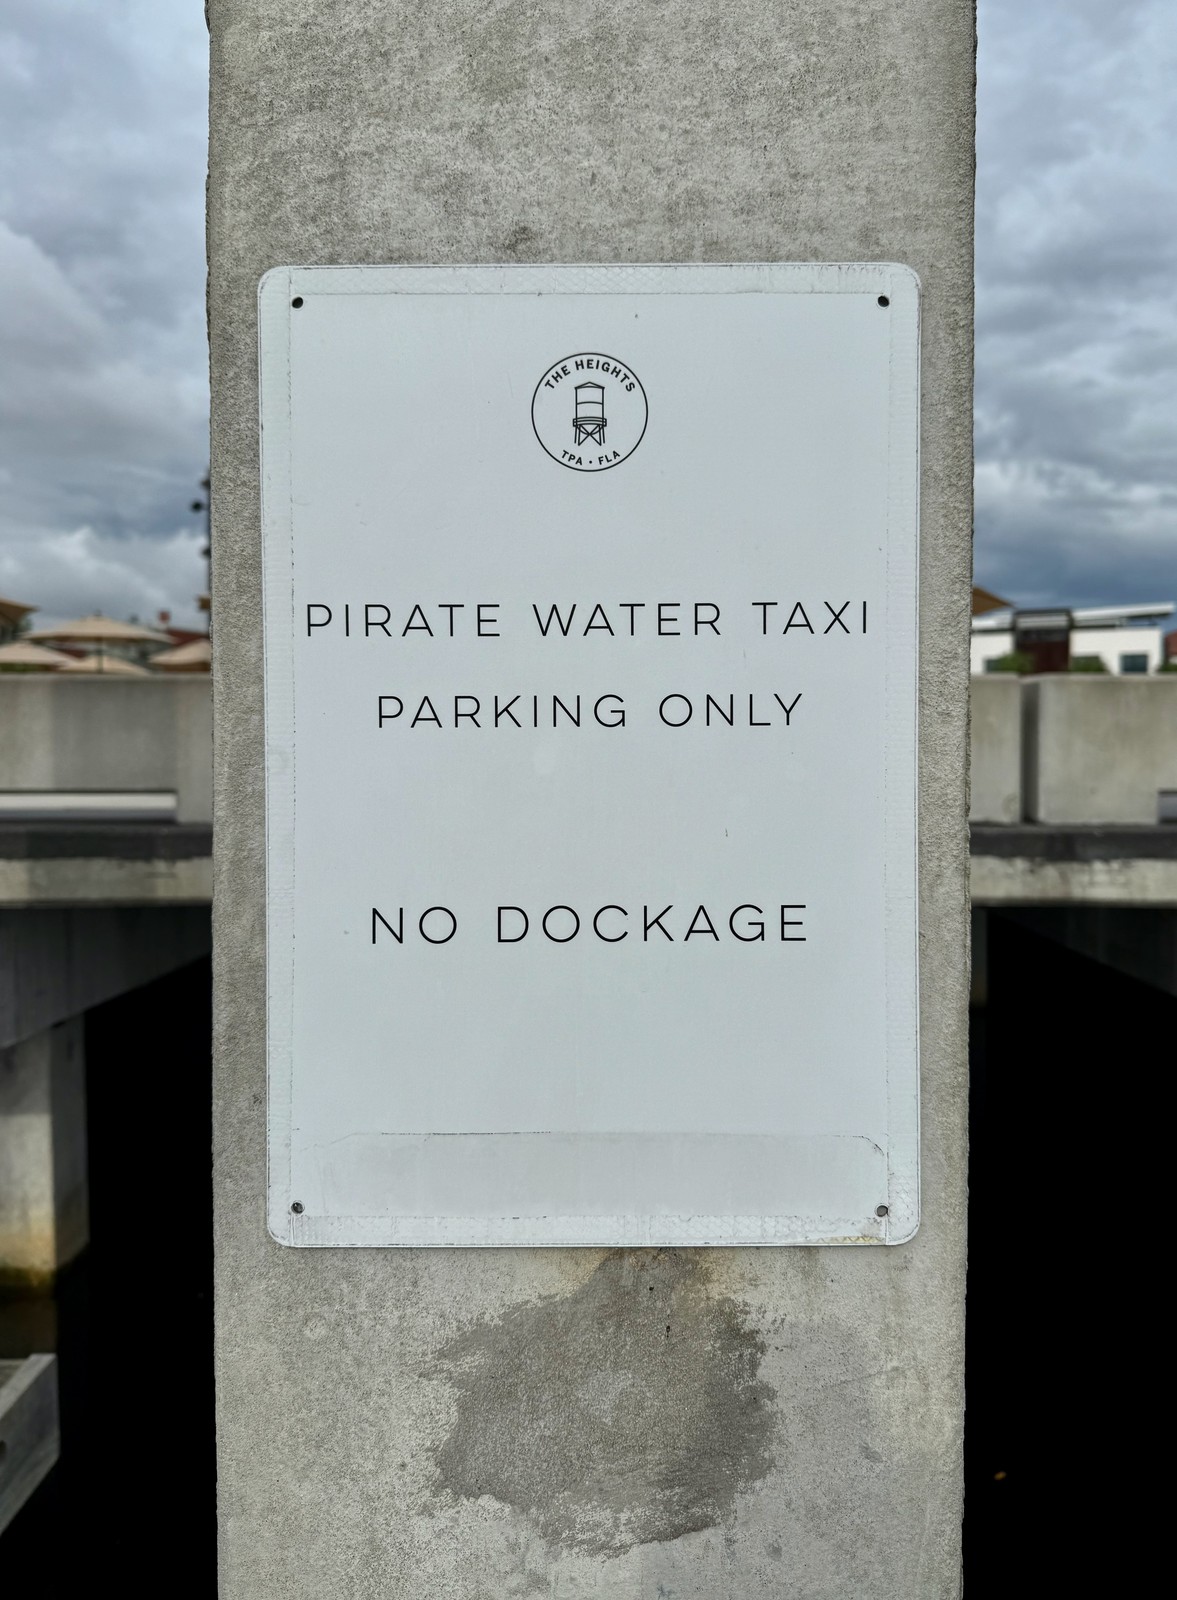 THE HEIGHTS
TPA • FLA
PIRATE WATER TAXI
PARKING ONLY
NO DOCKAGE